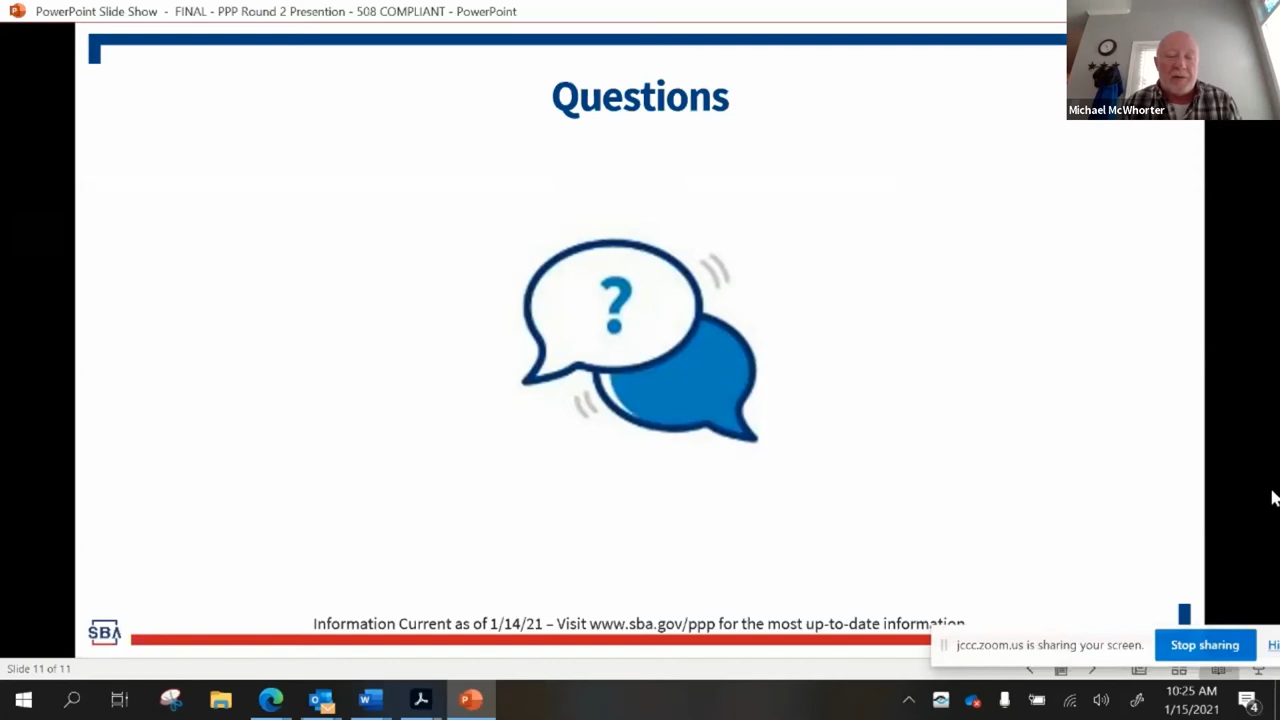 PowerPoint Slide Show - FINAL - PPP Round 2 Presention - 508 COMPLIANT - PowerPoint
Michael McWhorter
Questions
?
Information Current as of 1/14/21 – Visit www.sba.gov/ppp for the most up-to-date information
SBA
jccc.zoom.us is sharing your screen.
Stop sharing
Hi
Slide 11 of 11
10:25 AM
1/15/2021
4